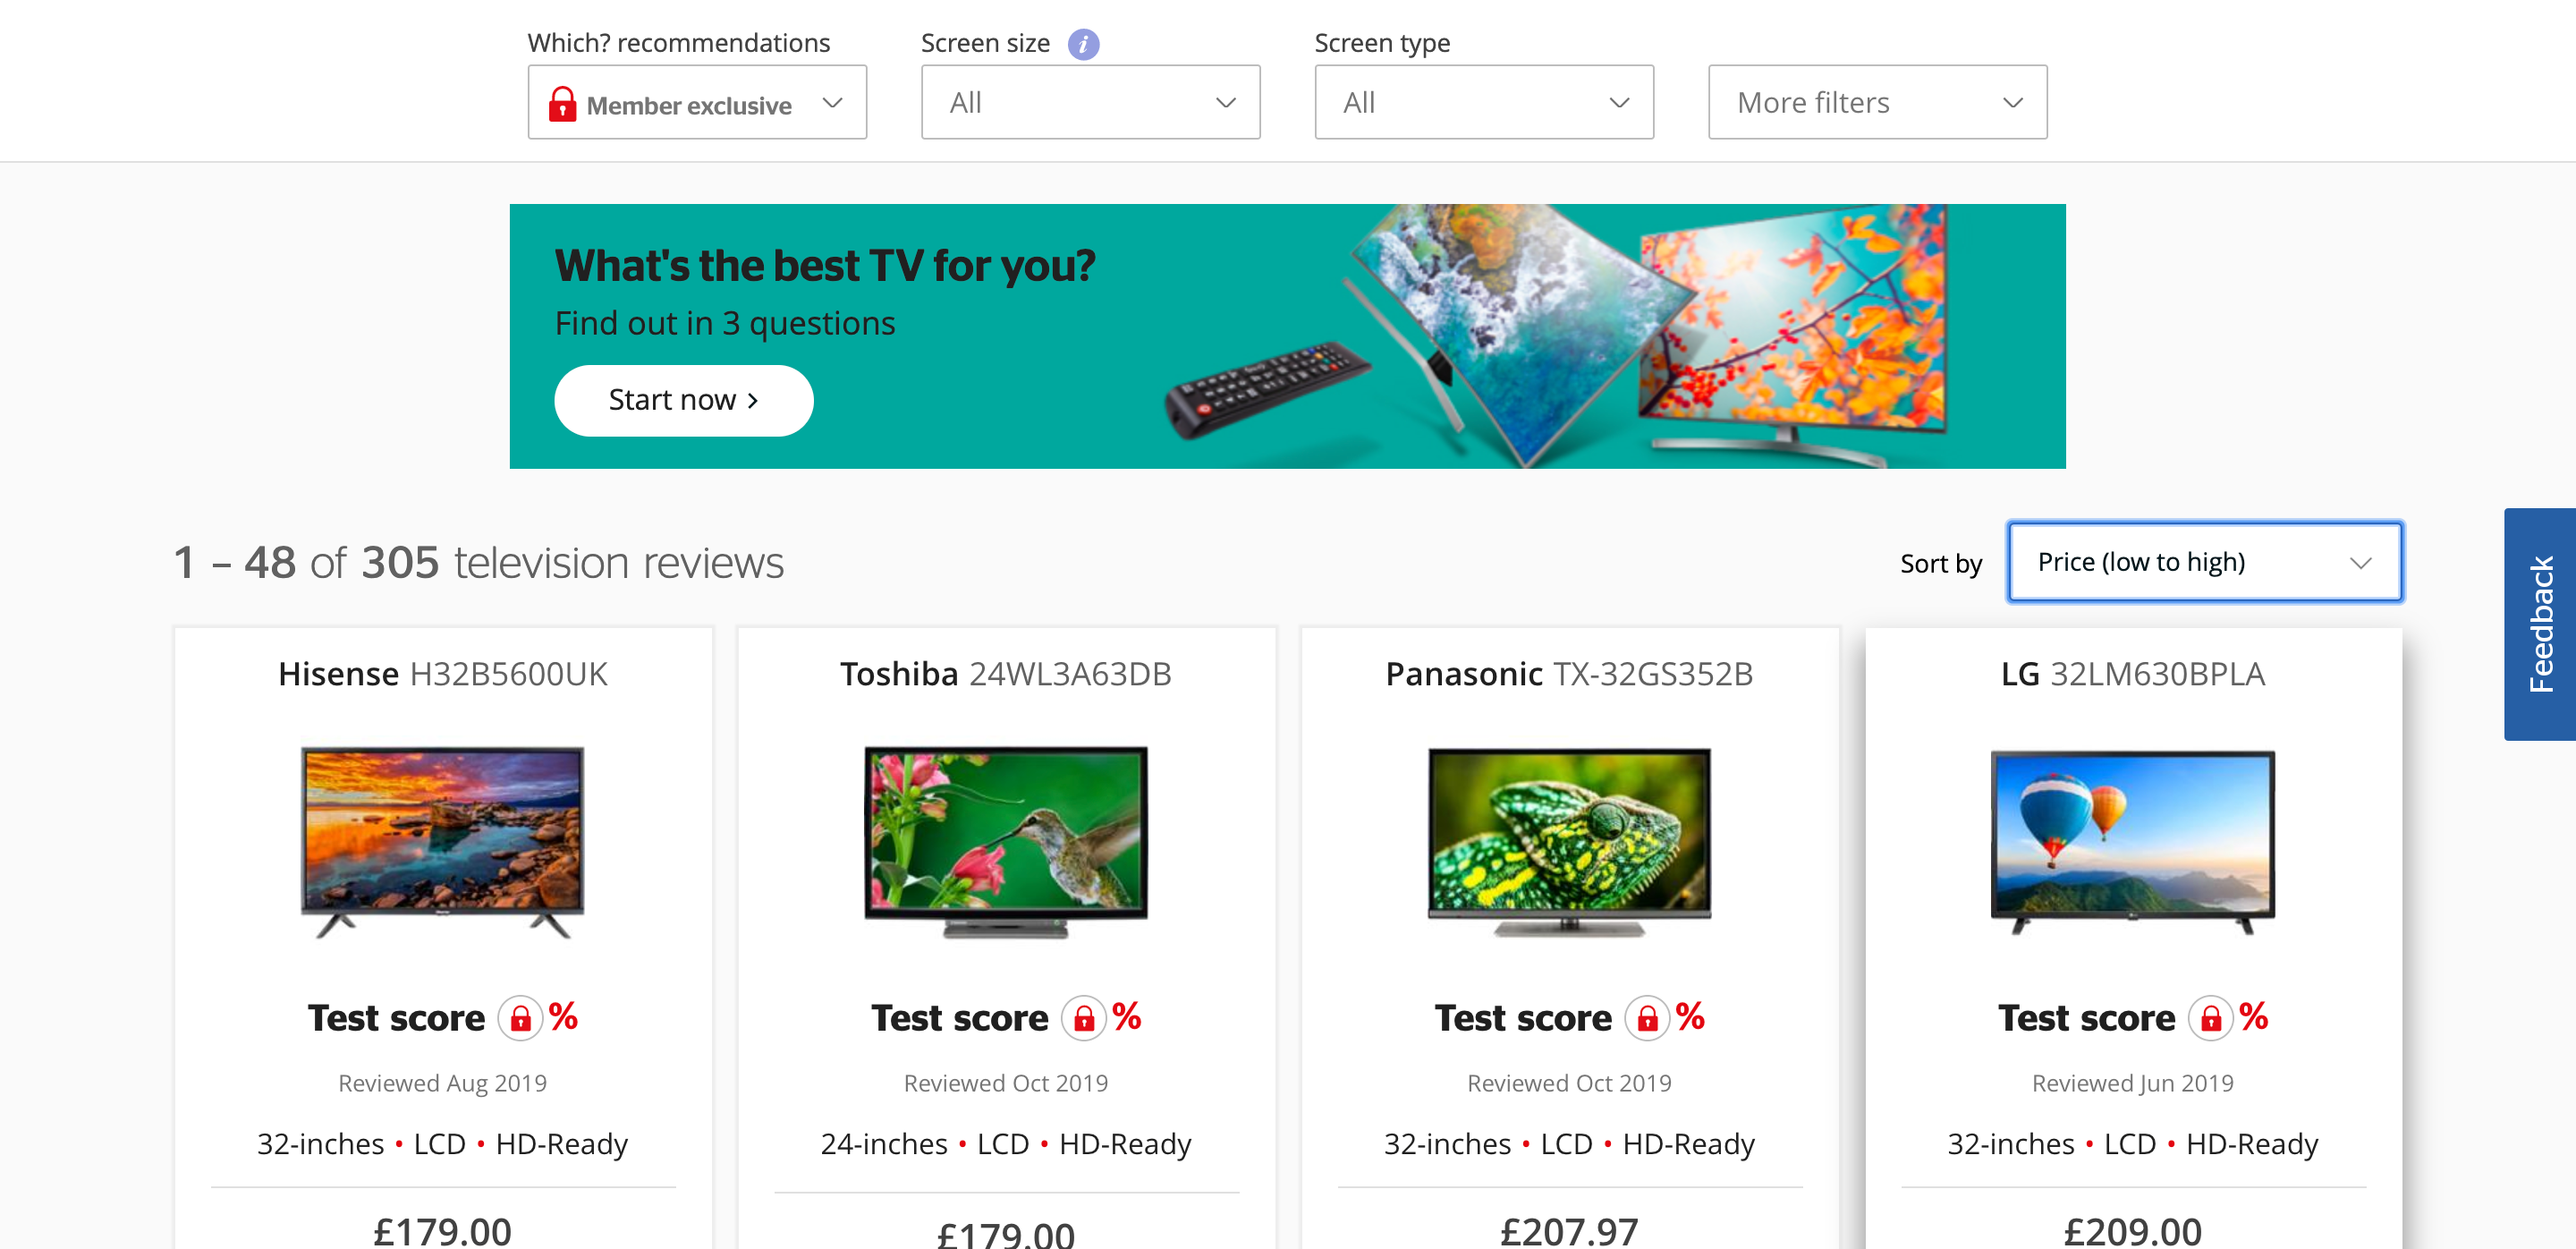 Which? recommendations
Screen size i
Screen type
Member exclusive
All
All
More filters
What's the best TV for you?
Find out in 3 questions
Start now >
1 – 48 of 305 television reviews
Sort by
Price (low to high)
Feedback
Hisense H32B5600UK
Toshiba 24WL3A63DB
Panasonic TX-32GS352B
LG 32LM630BPLA
Test score %
Test score %
Test score %
Test score %
Reviewed Aug 2019
Reviewed Oct 2019
Reviewed Oct 2019
Reviewed Jun 2019
32-inches • LCD • HD-Ready
24-inches • LCD • HD-Ready
32-inches • LCD • HD-Ready
32-inches • LCD • HD-Ready
£179.00
£179.00
£207.97
£209.00